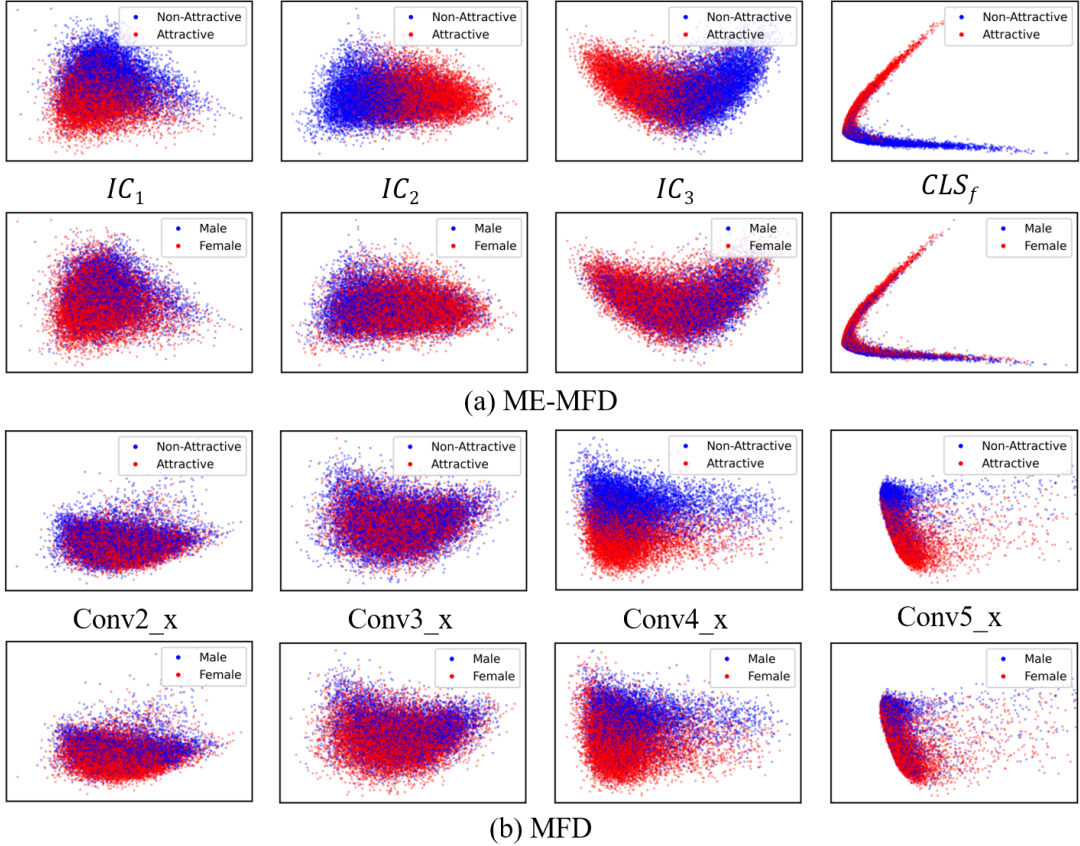 Non-Attractive
Attractive
Non-Attractive
Attractive
Non-Attractive
Attractive
Non-Attractive
Attractive
IC₁ IC₂ IC₃ CLS_f
Male
Female
Male
Female
Male
Female
Male
Female
(a) ME-MFD
Non-Attractive
Attractive
Non-Attractive
Attractive
Non-Attractive
Attractive
Non-Attractive
Attractive
Conv2_x Conv3_x Conv4_x Conv5_x
Male
Female
Male
Female
Male
Female
Male
Female
(b) MFD